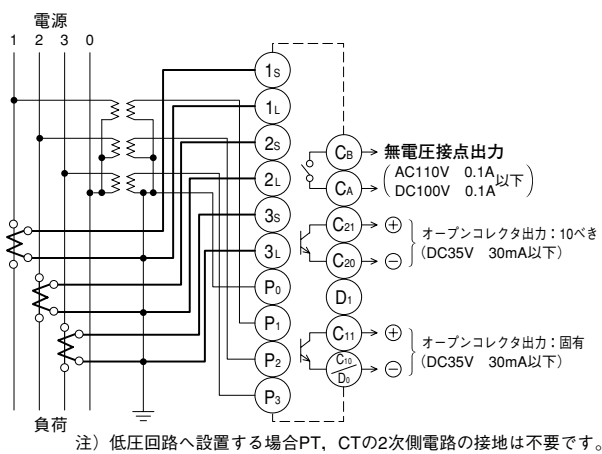 電源
1 2 3 0
1S
1L
2S
2L
3S
3L
P0
P1
P2
P3
CB
CA
C21
C20
D1
C11
C10
D0
無電圧接点出力
AC110V 0.1A
DC100V 0.1A
以下
⊕
⊖
オープンコレクタ出力：10べき
(DC35V 30mA以下)
⊕
⊖
オープンコレクタ出力：固有
(DC35V 30mA以下)
負荷
注）低圧回路へ設置する場合PT，CTの2次側電路の接地は不要です。